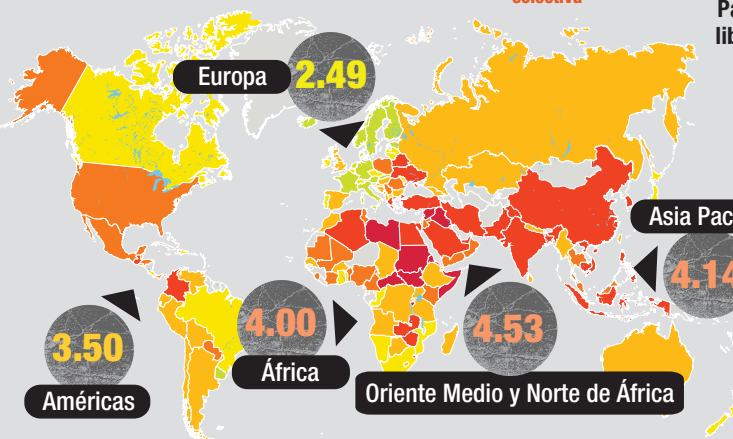 selectiva
Europa 2.49
Asia Pac
4.14
3.50
Américas
4.00
África
4.53
Oriente Medio y Norte de África